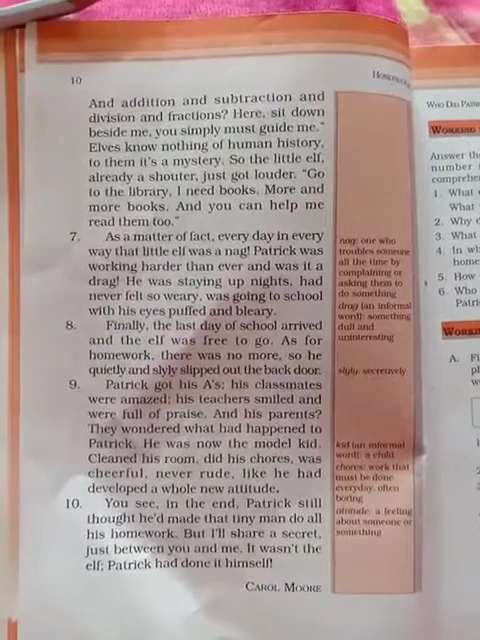 10
And addition and subtraction and
division and fractions? Here, sit down
beside me, you simply must guide me."
Elves know nothing of human history,
to them it's a mystery. So the little elf,
already a shouter, just got louder. "Go
to the library, I need books. More and
more books. And you can help me
read them too."
7. As a matter of fact, every day in every
way that little elf was a nag! Patrick was
working harder than ever and was it a
drag! He was staying up nights, had
never felt so weary, was going to school
with his eyes puffed and bleary.
8. Finally, the last day of school arrived
and the elf was free to go. As for
homework, there was no more, so he
quietly and slyly slipped out the back door.
9. Patrick got his A's; his classmates
were amazed; his teachers smiled and
were full of praise. And his parents?
They wondered what had happened to
Patrick. He was now the model kid.
Cleaned his room, did his chores, was
cheerful, never rude, like he had
developed a whole new attitude.
10. You see, in the end, Patrick still
thought he'd made that tiny man do all
his homework. But I'll share a secret,
just between you and me. It wasn't the
elf; Patrick had done it himself!
CAROL MOORE
nag: one who
troubles someone
all the time by
complaining or
asking them to
do something
drag (an informal
word): something
dull and
uninteresting
slyly: secretively
kid (an informal
word): a child
chores: work that
must be done
everyday, often
boring
attitude: a feeling
about someone or
something
WHO DID
WORKING
Answer the
number
1. What
What
2. Why
3. What
4. In
home
5. How
6. Who
Patri
WORKIN
A.